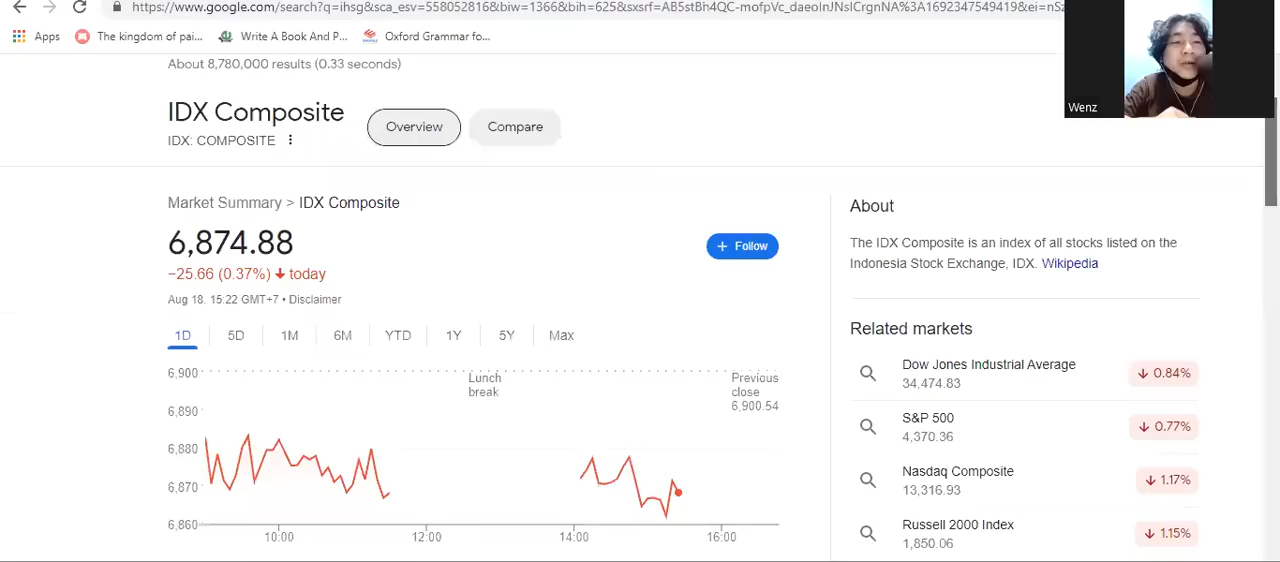 https://www.google.com/search?q=ihsg&sca_esv=558052816&biw=1366&bih=625&sxsrf=
Apps The kingdom of pai... Write A Book And P... Oxford Grammar fo...
About 8,780,000 results (0.33 seconds)
Wenz
IDX Composite
Overview
Compare
IDX: COMPOSITE
Market Summary > IDX Composite
6,874.88
+ Follow
−25.66 (0.37%) ↓ today
Aug 18, 15:22 GMT+7 • Disclaimer
1D 5D 1M 6M YTD 1Y 5Y Max
6,900
6,890
6,880
6,870
6,860
Lunch
break
Previous
close
6,900.54
10:00 12:00 14:00 16:00
About
The IDX Composite is an index of all stocks listed on the
Indonesia Stock Exchange, IDX. Wikipedia
Related markets
Dow Jones Industrial Average
34,474.83
↓ 0.84%
S&P 500
4,370.36
↓ 0.77%
Nasdaq Composite
13,316.93
↓ 1.17%
Russell 2000 Index
1,850.06
↓ 1.15%